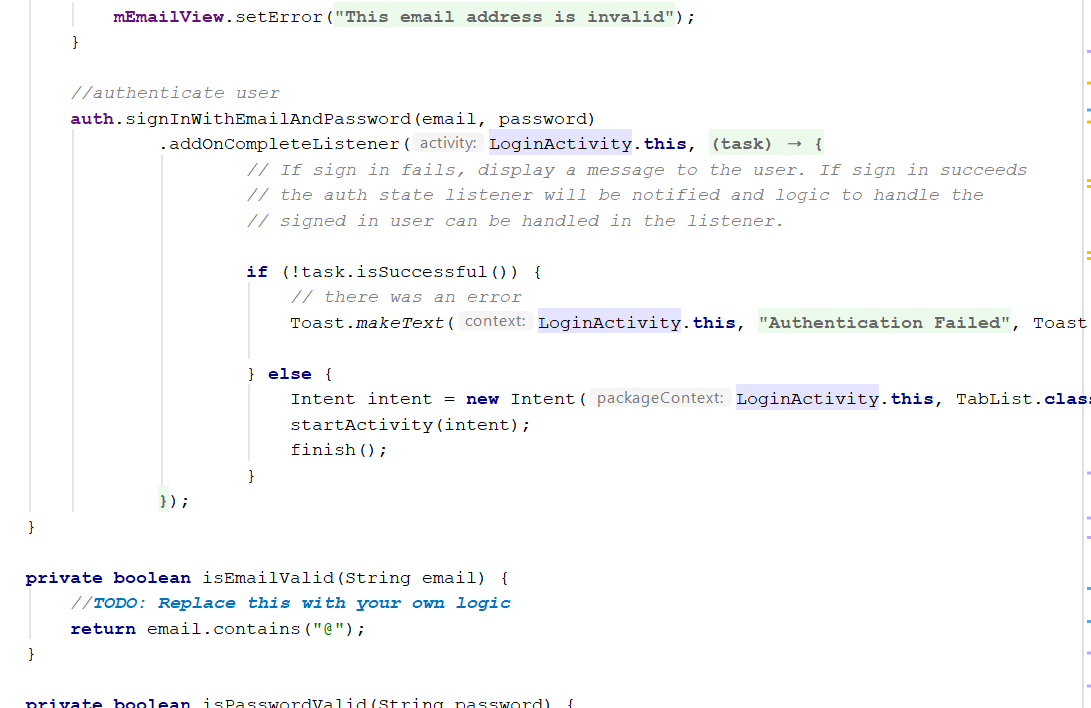 mEmailView.setError("This email address is invalid");
}
//authenticate user
auth.signInWithEmailAndPassword(email, password)
.addOnCompleteListener( activity: LoginActivity.this, (task) → {
// If sign in fails, display a message to the user. If sign in succeeds
// the auth state listener will be notified and logic to handle the
// signed in user can be handled in the listener.
if (!task.isSuccessful()) {
// there was an error
Toast.makeText( context: LoginActivity.this, "Authentication Failed", Toast
} else {
Intent intent = new Intent( packageContext: LoginActivity.this, TabList.class
startActivity(intent);
finish();
}
});
}
private boolean isEmailValid(String email) {
//TODO: Replace this with your own logic
return email.contains("@");
}
private boolean isPasswordValid(String password) {